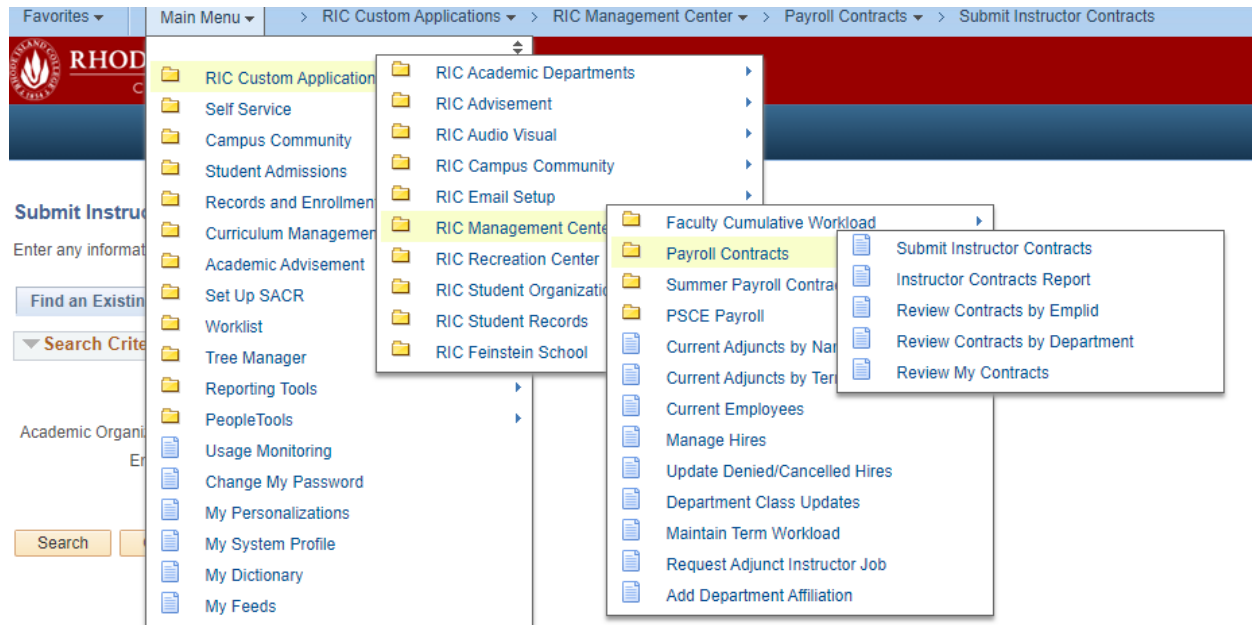 Favorites Main Menu > RIC Custom Applications > RIC Management Center > Payroll Contracts > Submit Instructor Contracts
RHOD
C
RIC Custom Application
Self Service
Campus Community
Student Admissions
Records and Enrollmen
Curriculum Managemen
Academic Advisement
Set Up SACR
Worklist
Tree Manager
Reporting Tools
PeopleTools
Usage Monitoring
Change My Password
My Personalizations
My System Profile
My Dictionary
My Feeds
RIC Academic Departments
RIC Advisement
RIC Audio Visual
RIC Campus Community
RIC Email Setup
RIC Management Cente
RIC Recreation Center
RIC Student Organizatio
RIC Student Records
RIC Feinstein School
Faculty Cumulative Workload
Payroll Contracts
Summer Payroll Contrac
PSCE Payroll
Current Adjuncts by Nam
Current Adjuncts by Ter
Current Employees
Manage Hires
Update Denied/Cancelled Hires
Department Class Updates
Maintain Term Workload
Request Adjunct Instructor Job
Add Department Affiliation
Submit Instructor Contracts
Instructor Contracts Report
Review Contracts by Emplid
Review Contracts by Department
Review My Contracts
Submit Instruc
Enter any informat
Find an Existin
Search Crite
Academic Organi
Er
Search